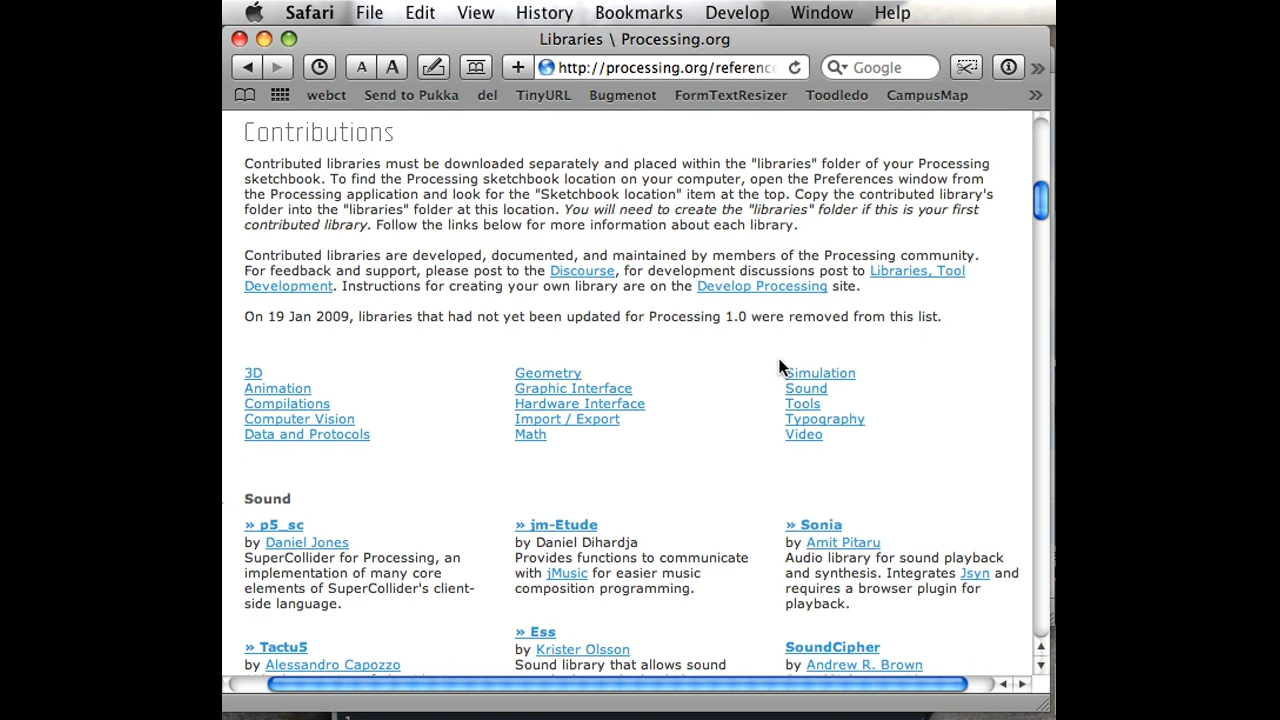 Safari File Edit View History Bookmarks Develop Window Help
Libraries \ Processing.org
A A + http://processing.org/referenc Google
webct Send to Pukka del TinyURL Bugmenot FormTextResizer Toodledo CampusMap
Contributions
Contributed libraries must be downloaded separately and placed within the "libraries" folder of your Processing
sketchbook. To find the Processing sketchbook location on your computer, open the Preferences window from
the Processing application and look for the "Sketchbook location" item at the top. Copy the contributed library's
folder into the "libraries" folder at this location. You will need to create the "libraries" folder if this is your first
contributed library. Follow the links below for more information about each library.
Contributed libraries are developed, documented, and maintained by members of the Processing community.
For feedback and support, please post to the Discourse, for development discussions post to Libraries, Tool
Development. Instructions for creating your own library are on the Develop Processing site.
On 19 Jan 2009, libraries that had not yet been updated for Processing 1.0 were removed from this list.
3D
Animation
Compilations
Computer Vision
Data and Protocols
Geometry
Graphic Interface
Hardware Interface
Import / Export
Math
Simulation
Sound
Tools
Typography
Video
Sound
» p5_sc
by Daniel Jones
SuperCollider for Processing, an
implementation of many core
elements of SuperCollider's client-
side language.
» Tactu5
by Alessandro Capozzo
» jm-Etude
by Daniel Dihardja
Provides functions to communicate
with jMusic for easier music
composition programming.
» Ess
by Krister Olsson
Sound library that allows sound
» Sonia
by Amit Pitaru
Audio library for sound playback
and synthesis. Integrates Jsyn and
requires a browser plugin for
playback.
SoundCipher
by Andrew R. Brown